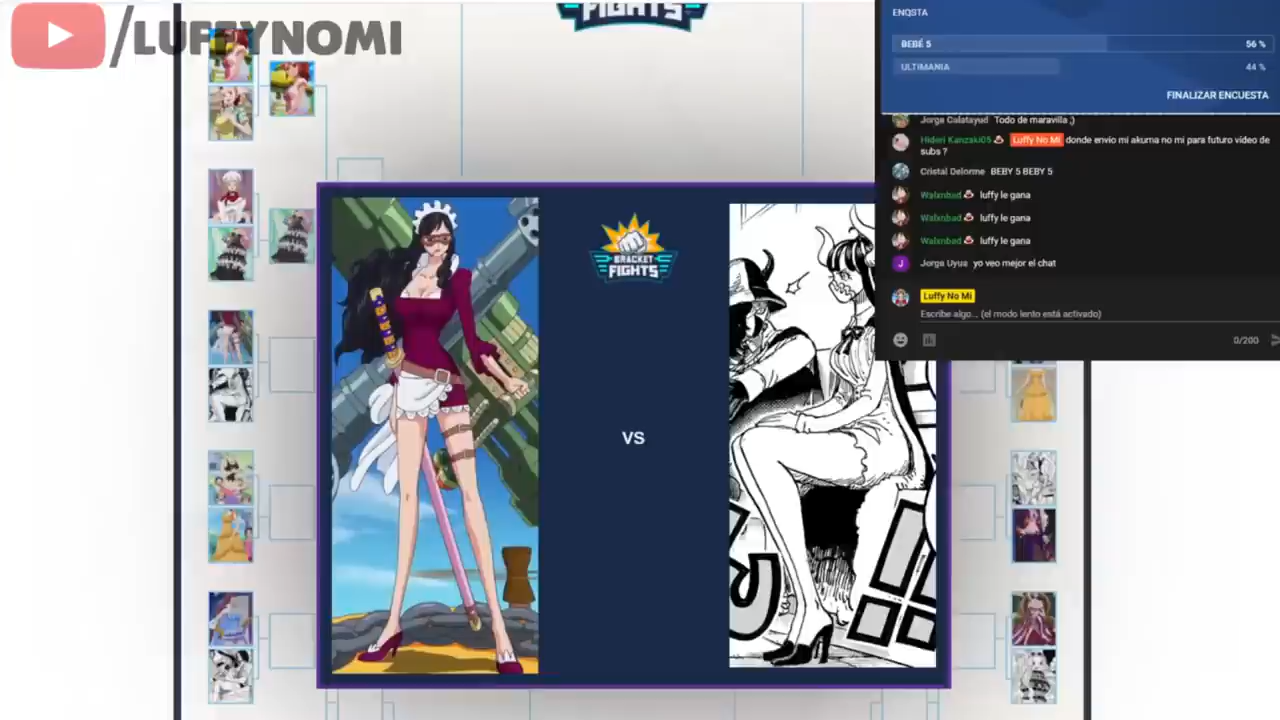 /LUFFYNOMI
FIGHTS
ENQSTA
BEBÉ 5 56 %
ULTIMANIA 44 %
FINALIZAR ENCUESTA
Jorge Calatayud Todo de maravilla ;)
Hideri Kanzaki05 Luffy No Mi donde envio mi akuma no mi para futuro vídeo de
subs ?
Cristal Delorme BEBY 5 BEBY 5
Walxnbad luffy le gana
Walxnbad luffy le gana
Walxnbad luffy le gana
J Jorge Uyua yo veo mejor el chat
Luffy No Mi
Escribe algo... (el modo lento está activado)
0/200
BRACKET
FIGHTS
VS